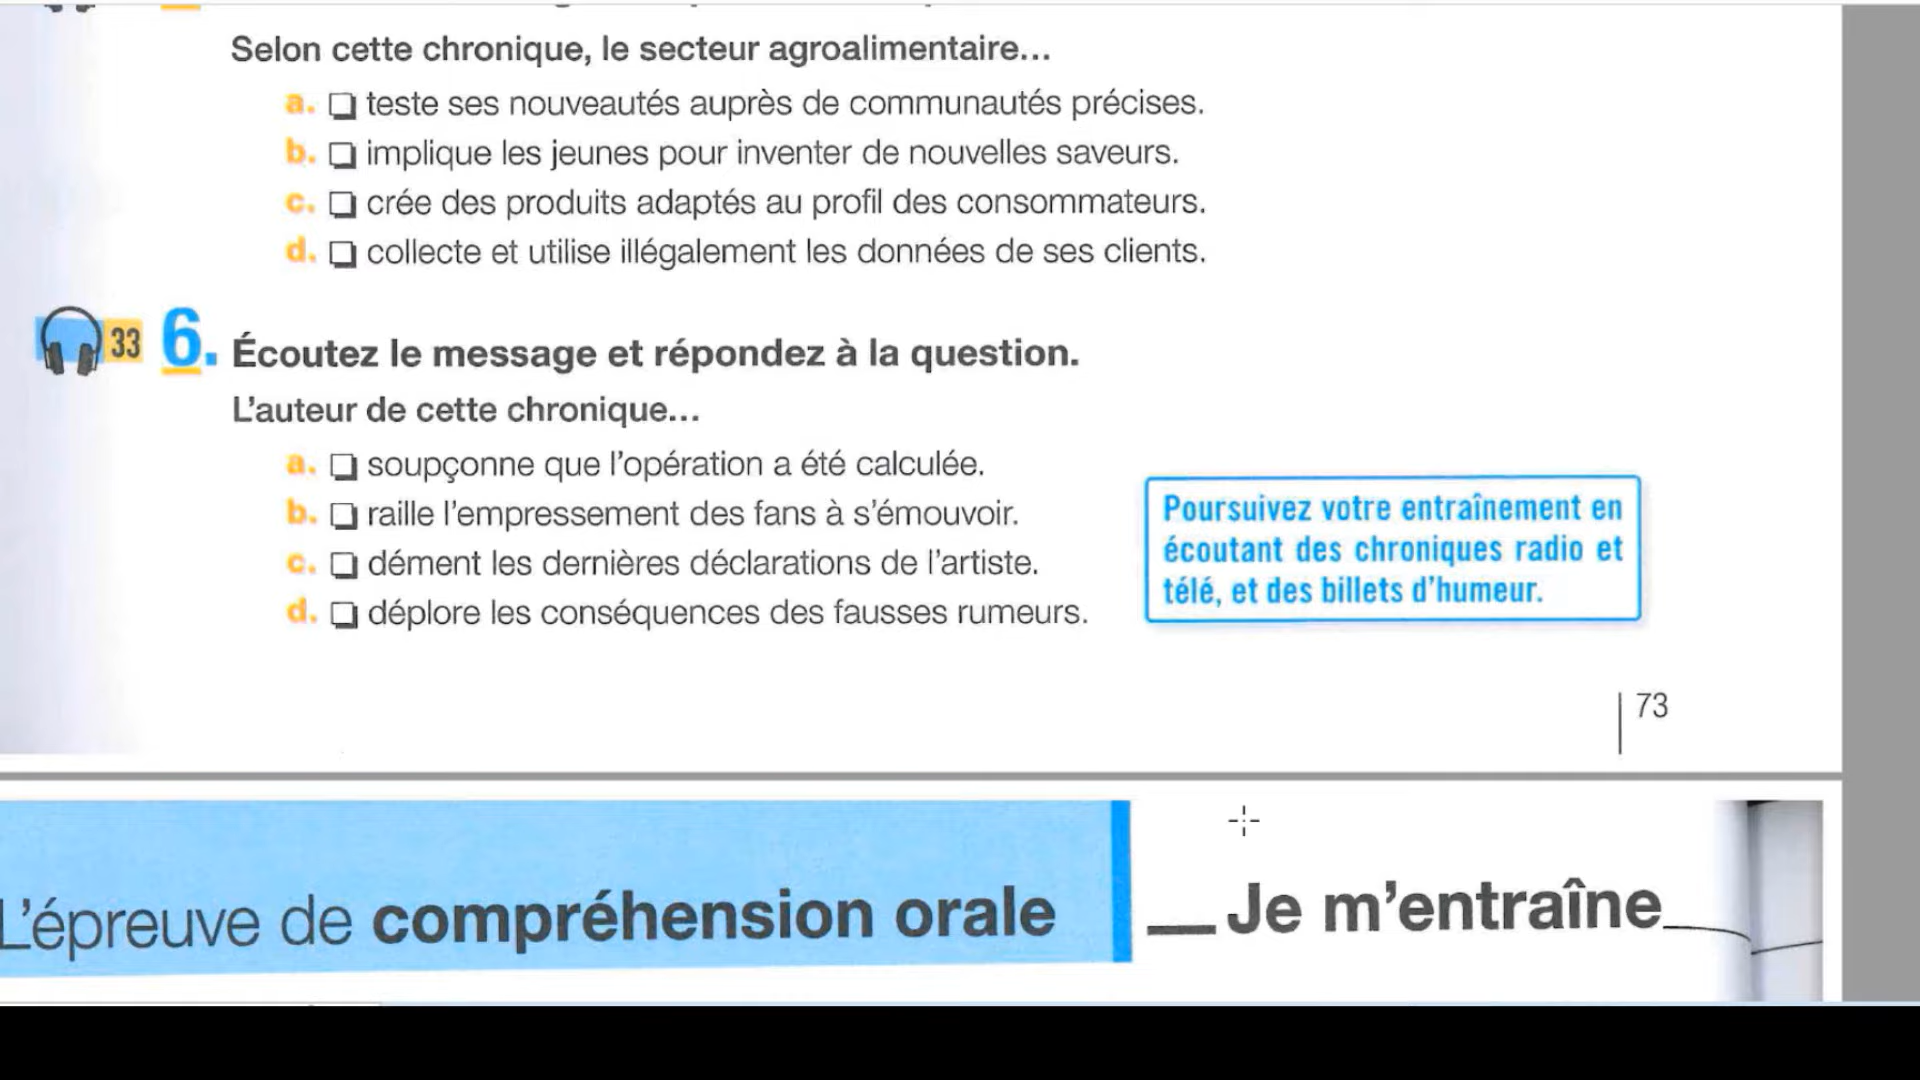 Selon cette chronique, le secteur agroalimentaire...
a. ❑ teste ses nouveautés auprès de communautés précises.
b. ❑ implique les jeunes pour inventer de nouvelles saveurs.
c. ❑ crée des produits adaptés au profil des consommateurs.
d. ❑ collecte et utilise illégalement les données de ses clients.
33 6. Écoutez le message et répondez à la question.
L'auteur de cette chronique...
a. ❑ soupçonne que l'opération a été calculée.
b. ❑ raille l'empressement des fans à s'émouvoir.
c. ❑ dément les dernières déclarations de l'artiste.
d. ❑ déplore les conséquences des fausses rumeurs.
Poursuivez votre entraînement en
écoutant des chroniques radio et
télé, et des billets d'humeur.
73
L'épreuve de compréhension orale
Je m'entraîne